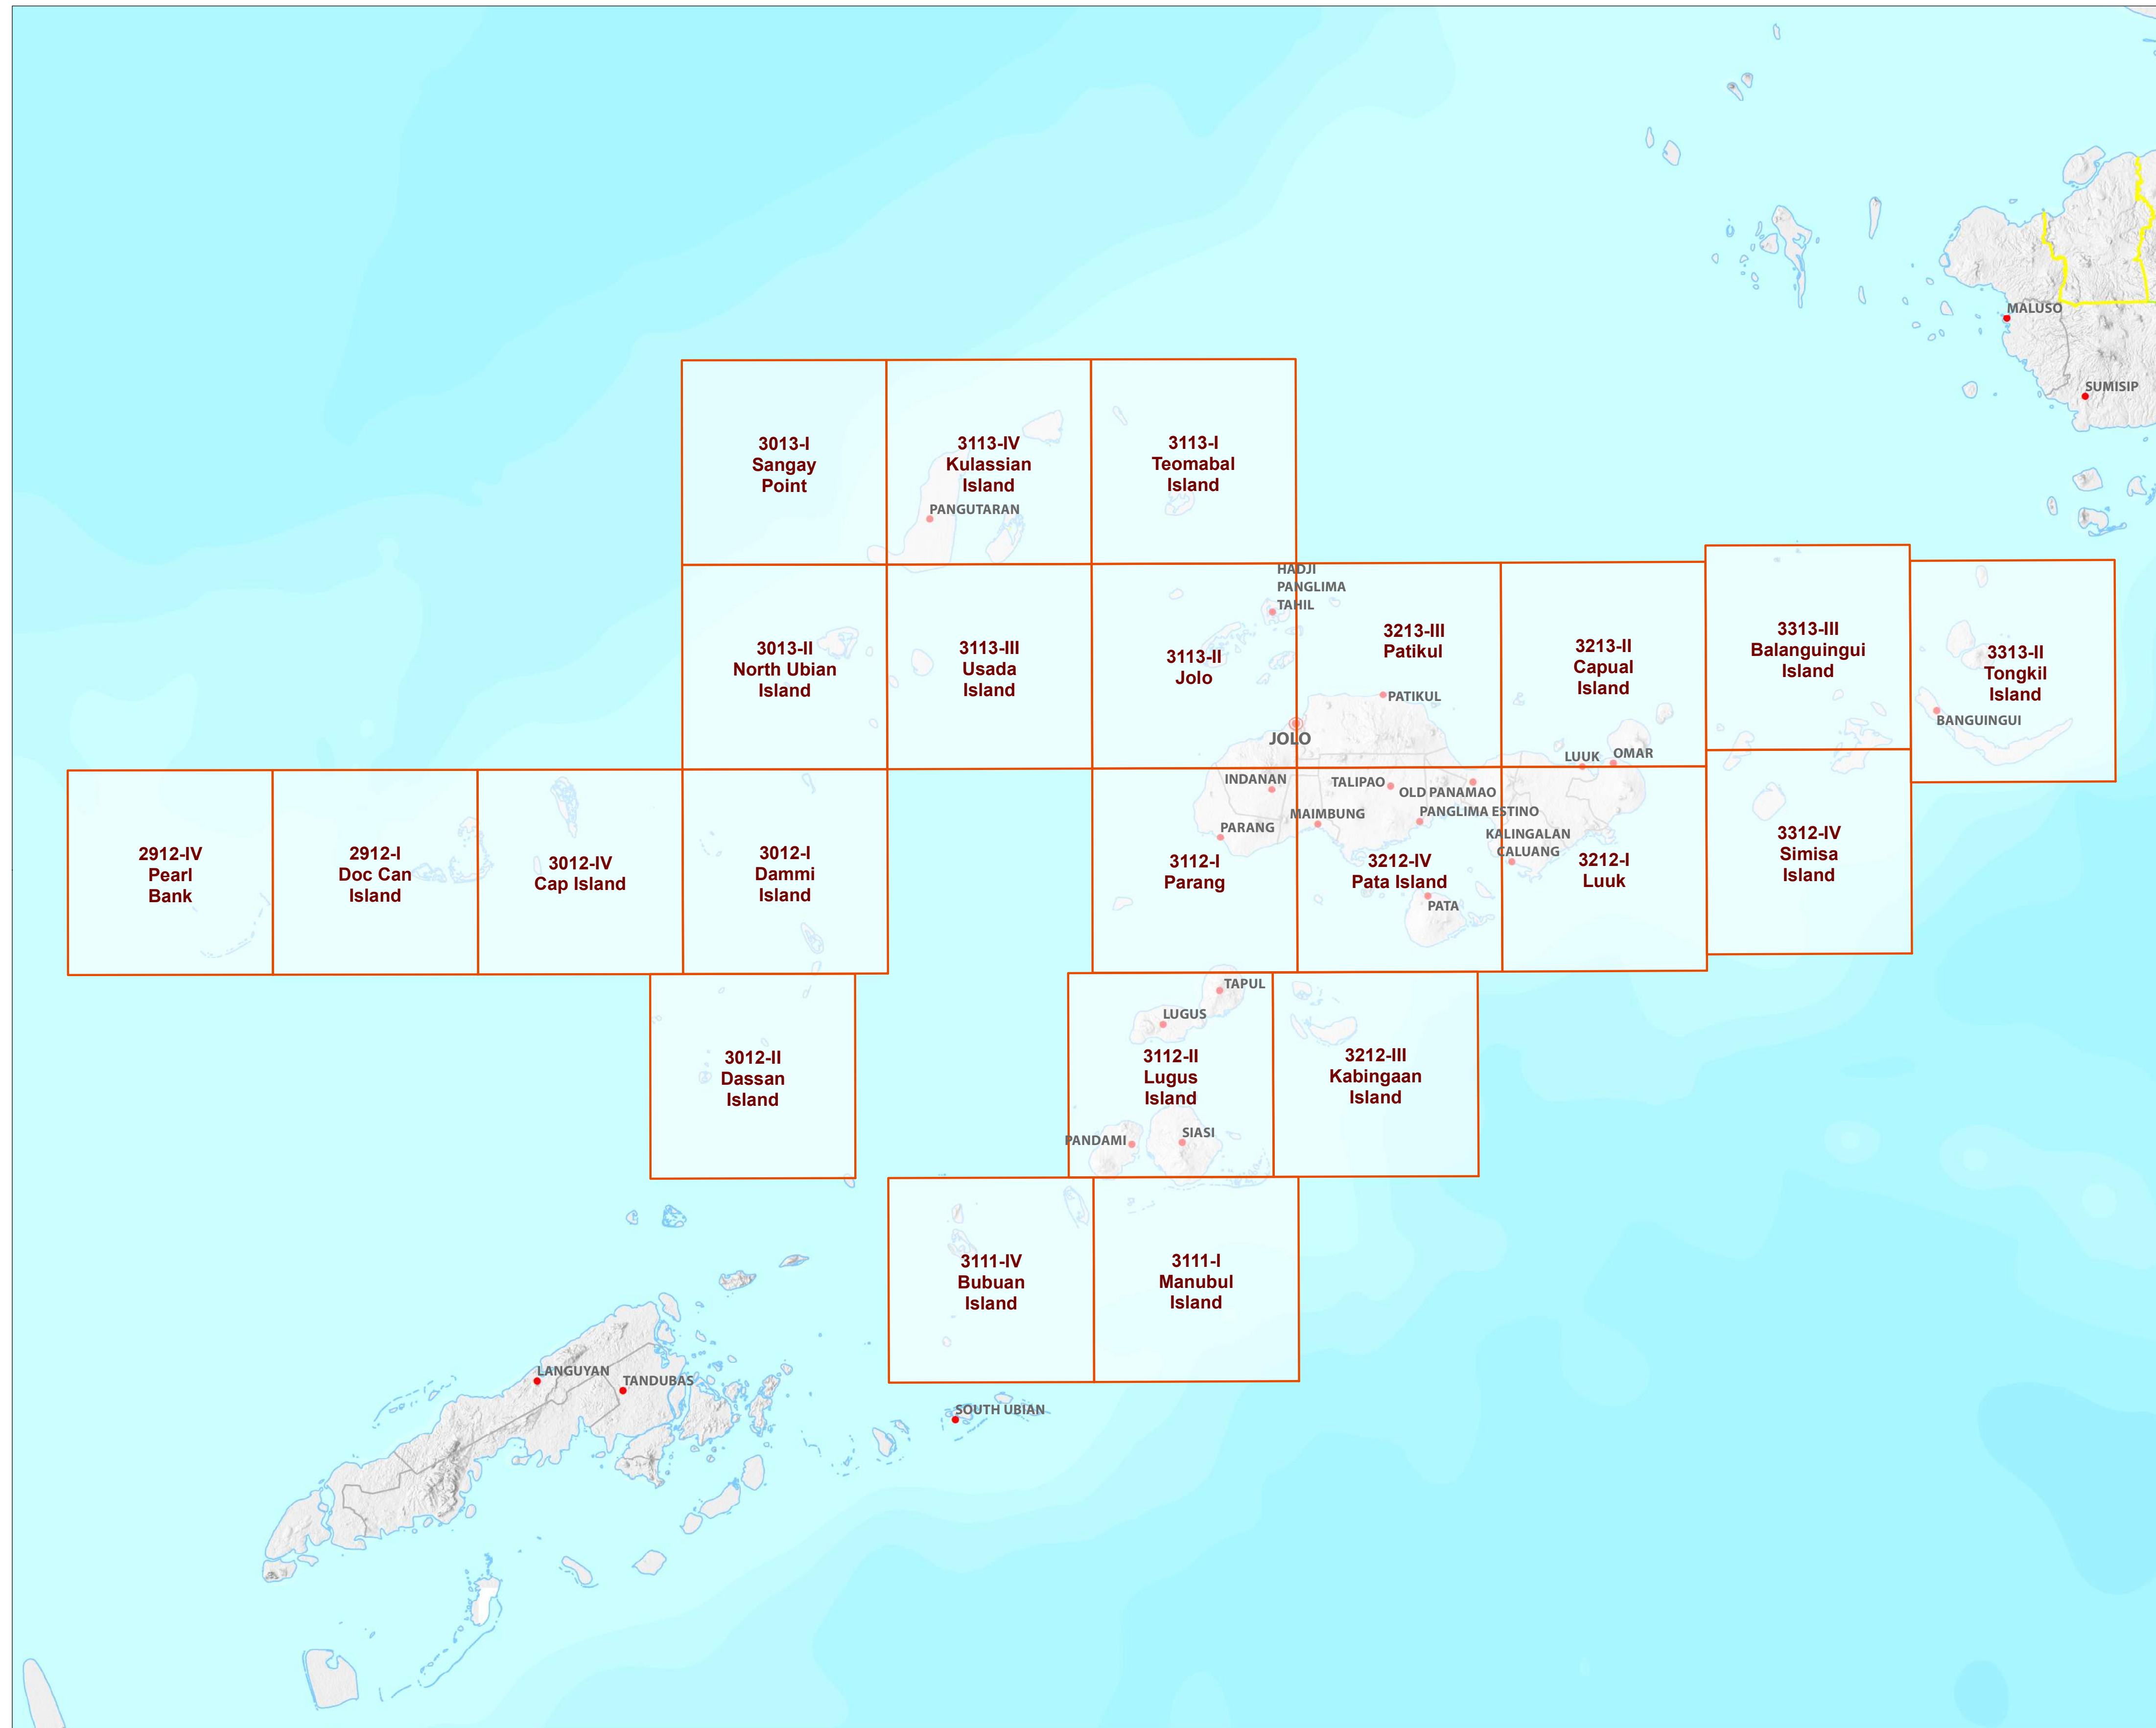 MALUSO
SUMISIP
3013-I
Sangay
Point
3113-IV
Kulassian
Island
PANGUTARAN
3113-I
Teomabal
Island
3013-II
North Ubian
Island
3113-III
Usada
Island
HADJI
PANGLIMA
TAHIL
3113-II
Jolo
3213-III
Patikul
PATIKUL
JOLO
3213-II
Capual
Island
LUUK
OMAR
3313-III
Balanguingui
Island
3313-II
Tongkil
Island
BANGUINGUI
2912-IV
Pearl
Bank
2912-I
Doc Can
Island
3012-IV
Cap Island
3012-I
Dammi
Island
INDANAN
PARANG
3112-I
Parang
TALIPAO
OLD PANAMAO
MAIMBUNG
PANGLIMA ESTINO
3212-IV
Pata Island
PATA
KALINGALAN
CALUANG
3212-I
Luuk
3312-IV
Simisa
Island
3012-II
Dassan
Island
TAPUL
LUGUS
3112-II
Lugus
Island
PANDAMI
SIASI
3212-III
Kabingaan
Island
3111-IV
Bubuan
Island
3111-I
Manubul
Island
LANGUYAN
TANDUBAS
SOUTH UBIAN